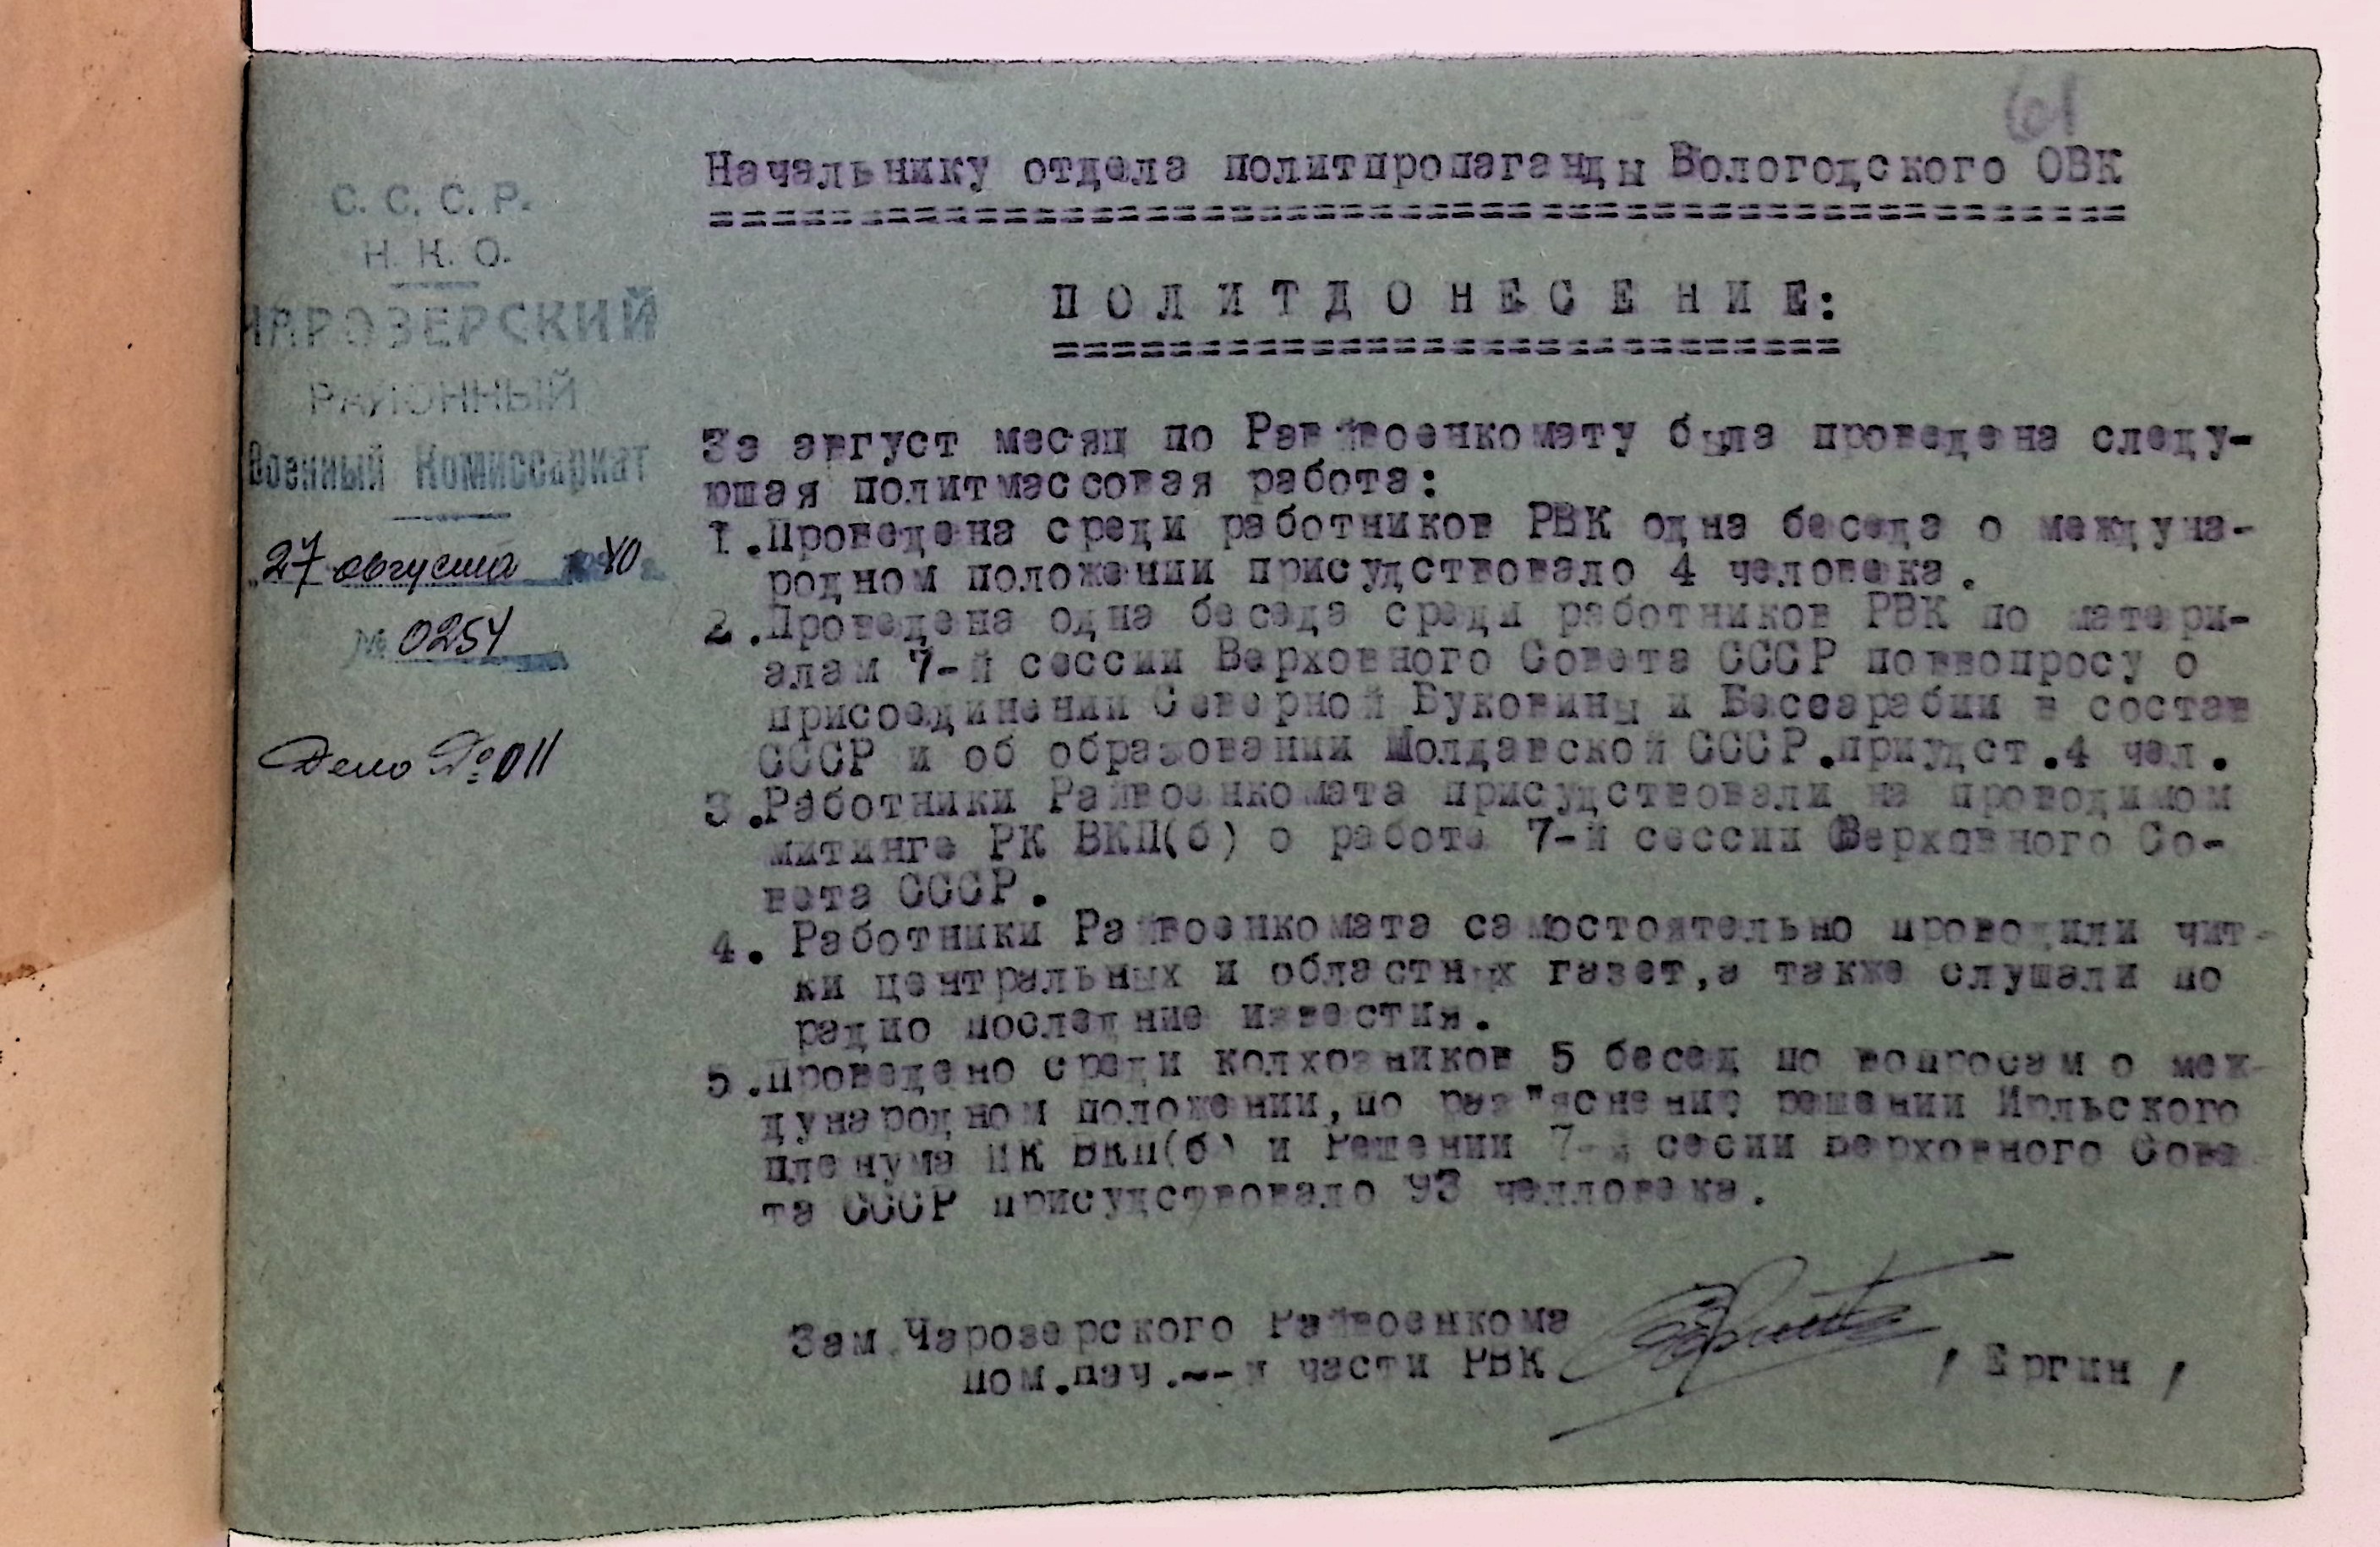 61
С. С. С. Р.
Н. К. О.
ЧАРОЗЕРСКИЙ
РАЙОННЫЙ
Военный Комиссариат
„27 августа 1940 г.
№ 0254
Дело № 011
Начальнику отдела политпропаганды Вологодского ОВК
ПОЛИТДОНЕСЕНИЕ:
За август месяц по Райвоенкомату была проведена следу-
ющая политмассовая работа:
1.Проведена среди работников РВК одна беседа о междуна-
родном положении присудствовало 4 человека.
2.Проведена одна беседа среди работников РВК по матери-
алам 7-й сессии Верховного Совета СССР поввопросу о
присоединении Северной Буковины и Бессарабии в состав
СССР и об образовании Молдавской СССР.приудст.4 чел.
3.Работники Райвоенкомата присудствовали на проводимом
митинге РК ВКП(б) о работе 7-й сессии Верховного Со-
вета СССР.
4. Работники Райвоенкомата самостоятельно проводили чит-
ки центральных и областных газет,а также слушали по
радио последние известия.
5.Проведено среди колхозников 5 бесед по вопросам о меж-
дународном положении,по раз"яснению решении Июльского
пленума ЦК ВКП(б) и Решении 7-й сесии Верховного Сове
та СССР присудствовало 93 челловека.
Зам.Чарозерского Райвоенкома
пом.нач. части РВК / Ергин /